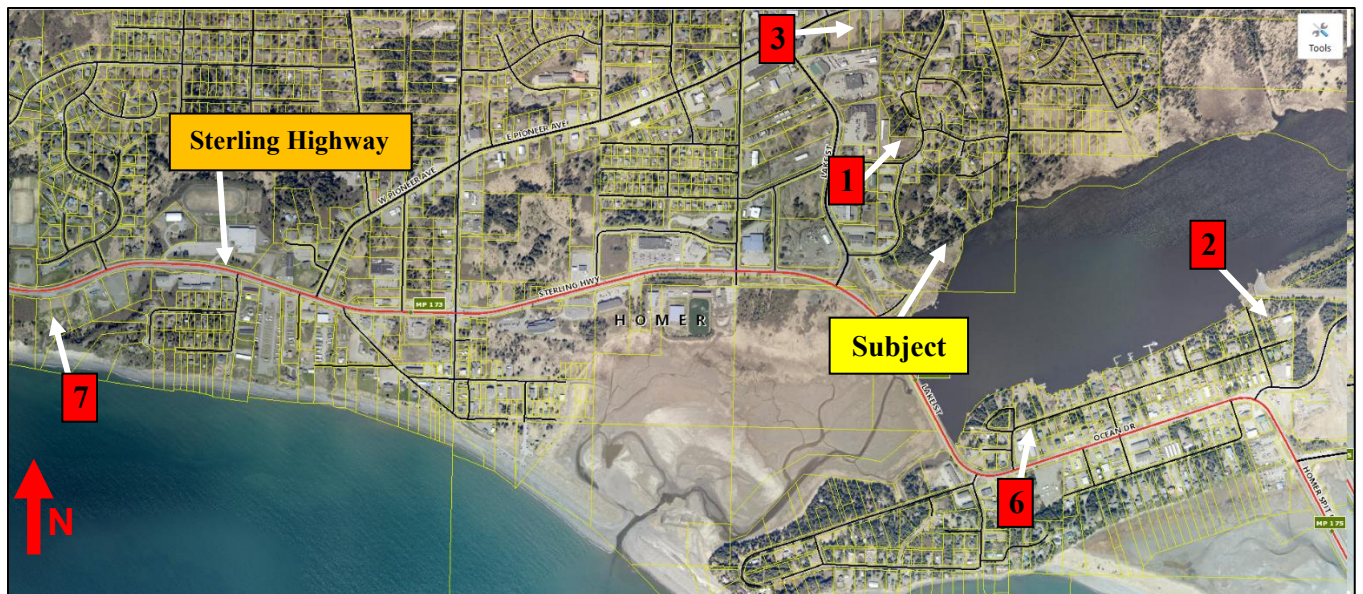 3
Tools
Sterling Highway
E PIONEER AVE
LAKE ST
1
W PIONEER AVE
2
STERLING HWY
MP 173
HOMER
Subject
7
LAKE ST
OCEAN DR
6
HOMER SPIT
N
MP 175